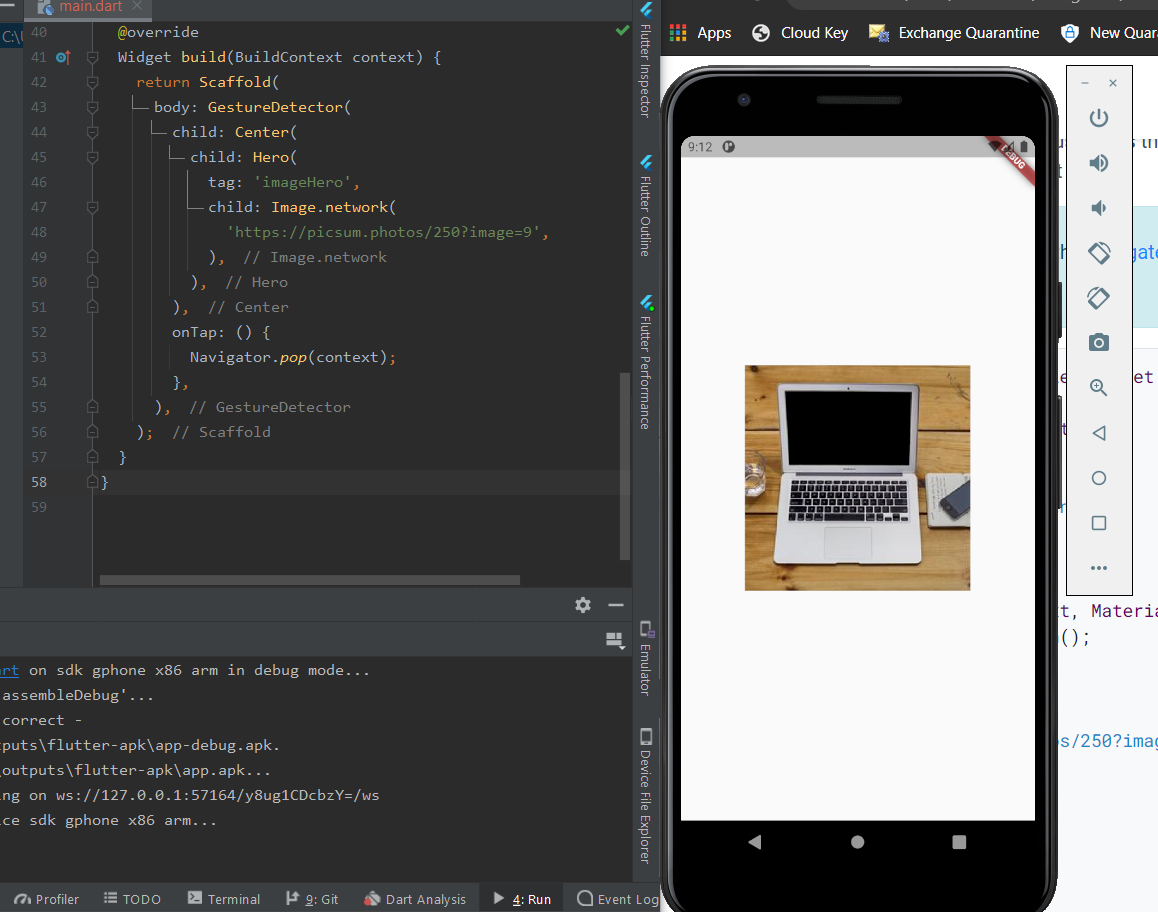 main.dart
C:\
40 @override
41 Widget build(BuildContext context) {
42 return Scaffold(
43 body: GestureDetector(
44 child: Center(
45 child: Hero(
46 tag: 'imageHero',
47 child: Image.network(
48 'https://picsum.photos/250?image=9',
49 ), // Image.network
50 ), // Hero
51 ), // Center
52 onTap: () {
53 Navigator.pop(context);
54 },
55 ), // GestureDetector
56 ); // Scaffold
57 }
58 }
59
on sdk gphone x86 arm in debug mode...
assembleDebug'...
correct -
puts\flutter-apk\app-debug.apk.
outputs\flutter-apk\app.apk...
ng on ws://127.0.0.1:57164/y8ug1CDcbzY=/ws
ice sdk gphone x86 arm...
Profiler
TODO
Terminal
9: Git
Dart Analysis
4: Run
Event Log
Flutter Inspector
Flutter Outline
Flutter Performance
Emulator
Device File Explorer
Apps
Cloud Key
Exchange Quarantine
New Quar
9:12
DEBUG
gate
et
t, Materia
();
s/250?imag